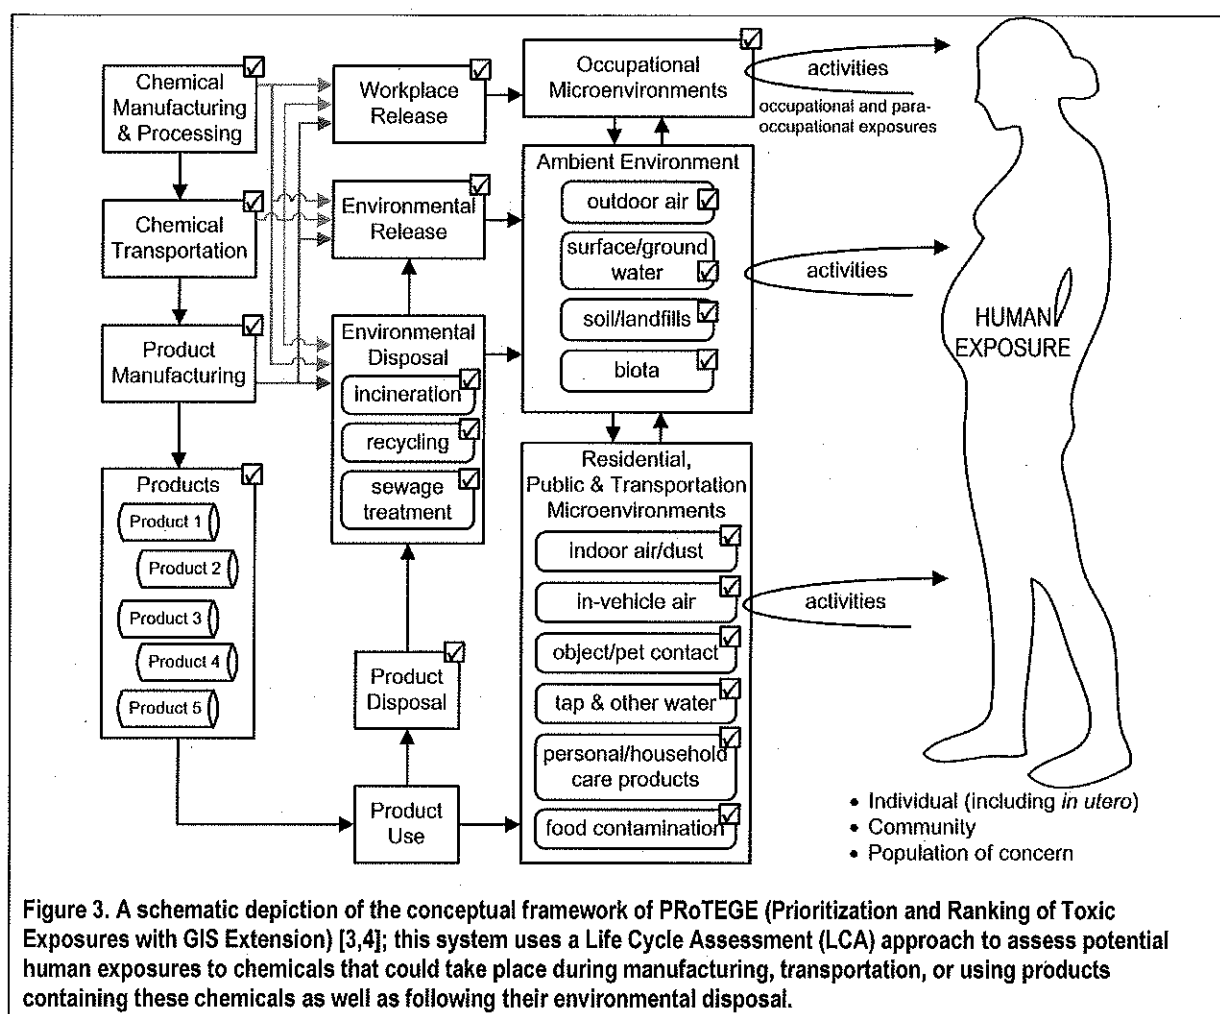 Chemical
Manufacturing
& Processing
Chemical
Transportation
Product
Manufacturing
Products
Product 1
Product 2
Product 3
Product 4
Product 5
Workplace
Release
Environmental
Release
Environmental
Disposal
incineration
recycling
sewage
treatment
Product
Disposal
Product
Use
Occupational
Microenvironments
Ambient Environment
outdoor air
surface/ground
water
soil/landfills
biota
Residential,
Public & Transportation
Microenvironments
indoor air/dust
in-vehicle air
object/pet contact
tap & other water
personal/household
care products
food contamination
activities
occupational and para-
occupational exposures
activities
activities
HUMAN
EXPOSURE
• Individual (including in utero)
• Community
• Population of concern
Figure 3. A schematic depiction of the conceptual framework of PRoTEGE (Prioritization and Ranking of Toxic
Exposures with GIS Extension) [3,4]; this system uses a Life Cycle Assessment (LCA) approach to assess potential
human exposures to chemicals that could take place during manufacturing, transportation, or using products
containing these chemicals as well as following their environmental disposal.